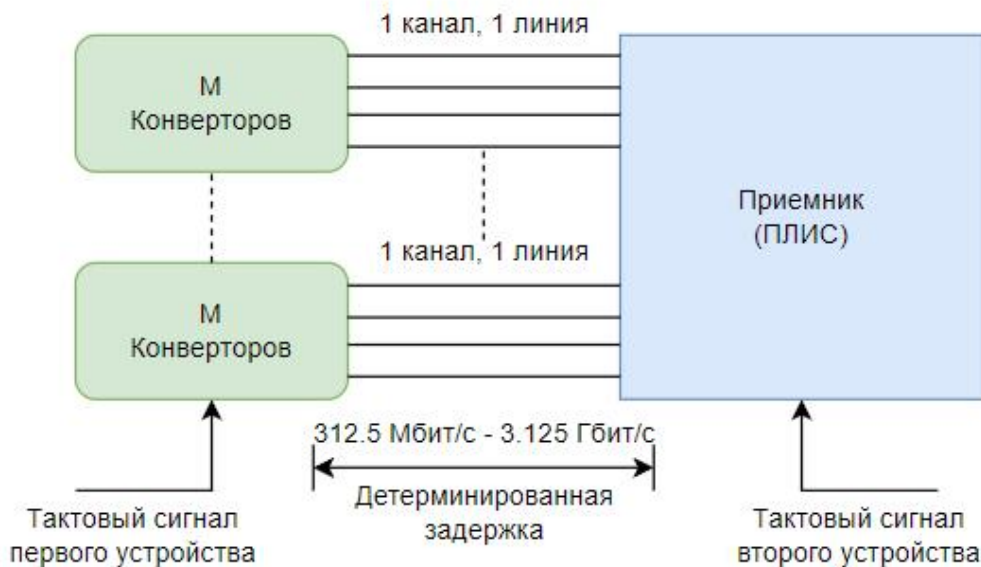 1 канал, 1 линия
М
Конверторов
Приемник
(ПЛИС)
1 канал, 1 линия
М
Конверторов
312.5 Мбит/с - 3.125 Гбит/с
Детерминированная
задержка
Тактовый сигнал
первого устройства
Тактовый сигнал
второго устройства